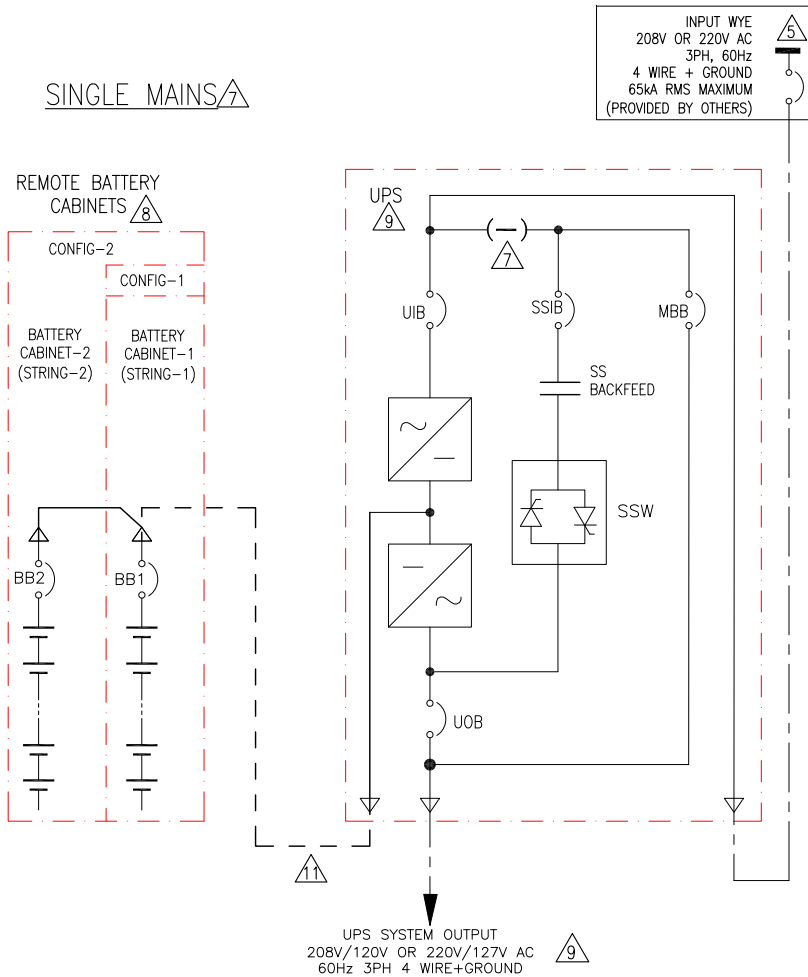 INPUT WYE
208V OR 220V AC
3PH, 60Hz
4 WIRE + GROUND
65kA RMS MAXIMUM
(PROVIDED BY OTHERS)
5
SINGLE MAINS 7
REMOTE BATTERY
CABINETS 8
CONFIG-2
CONFIG-1
BATTERY
CABINET-2
(STRING-2)
BATTERY
CABINET-1
(STRING-1)
UPS
9
7
UIB
SSIB
MBB
SS
BACKFEED
SSW
BB2
BB1
UOB
11
UPS SYSTEM OUTPUT
208V/120V OR 220V/127V AC
60Hz 3PH 4 WIRE+GROUND
9